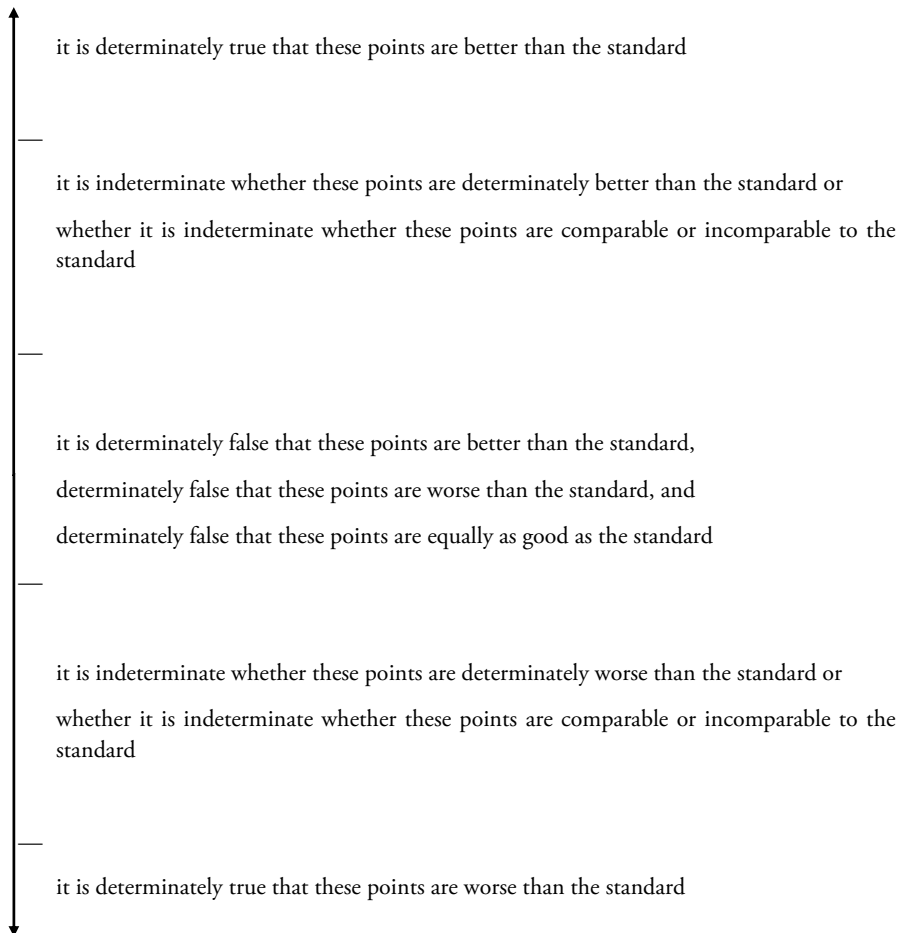 it is determinately true that these points are better than the standard
it is indeterminate whether these points are determinately better than the standard or
whether it is indeterminate whether these points are comparable or incomparable to the
standard
it is determinately false that these points are better than the standard,
determinately false that these points are worse than the standard, and
determinately false that these points are equally as good as the standard
it is indeterminate whether these points are determinately worse than the standard or
whether it is indeterminate whether these points are comparable or incomparable to the
standard
it is determinately true that these points are worse than the standard